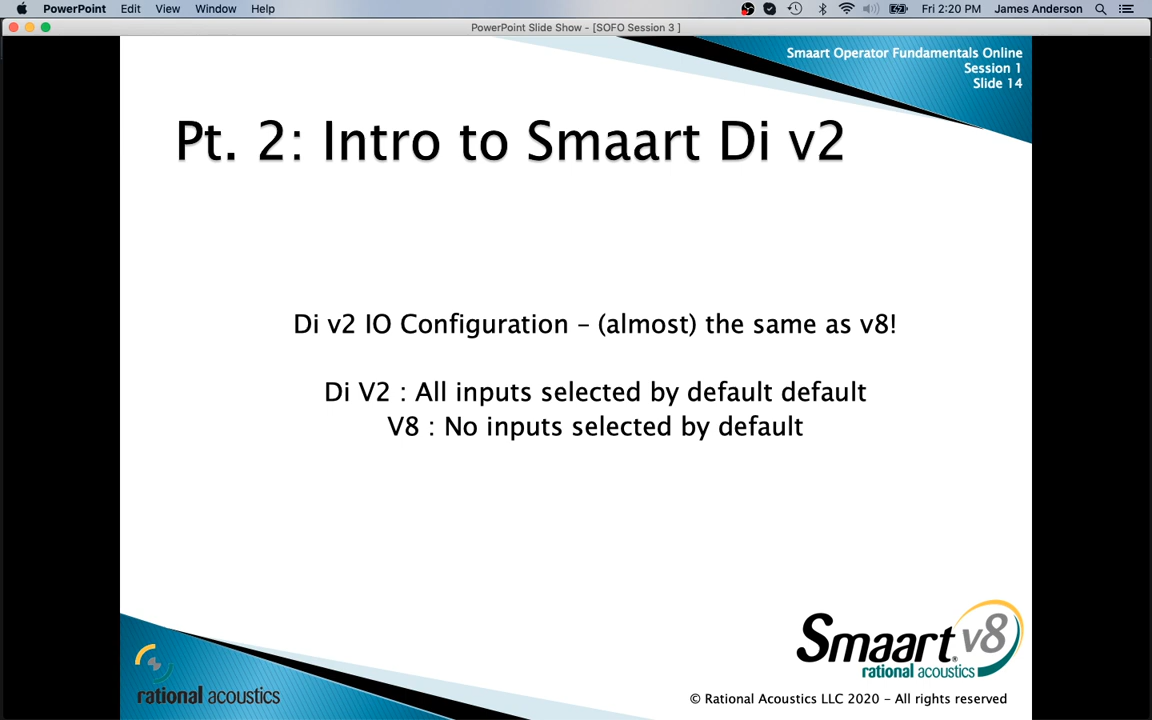 PowerPoint Edit View Window Help Fri 2:20 PM James Anderson
PowerPoint Slide Show - [SOFO Session 3 ]
Smaart Operator Fundamentals Online
Session 1
Slide 14
Pt. 2: Intro to Smaart Di v2
Di v2 IO Configuration – (almost) the same as v8!
Di V2 : All inputs selected by default default
V8 : No inputs selected by default
Smaart® v8
rational acoustics
rational acoustics
© Rational Acoustics LLC 2020 – All rights reserved